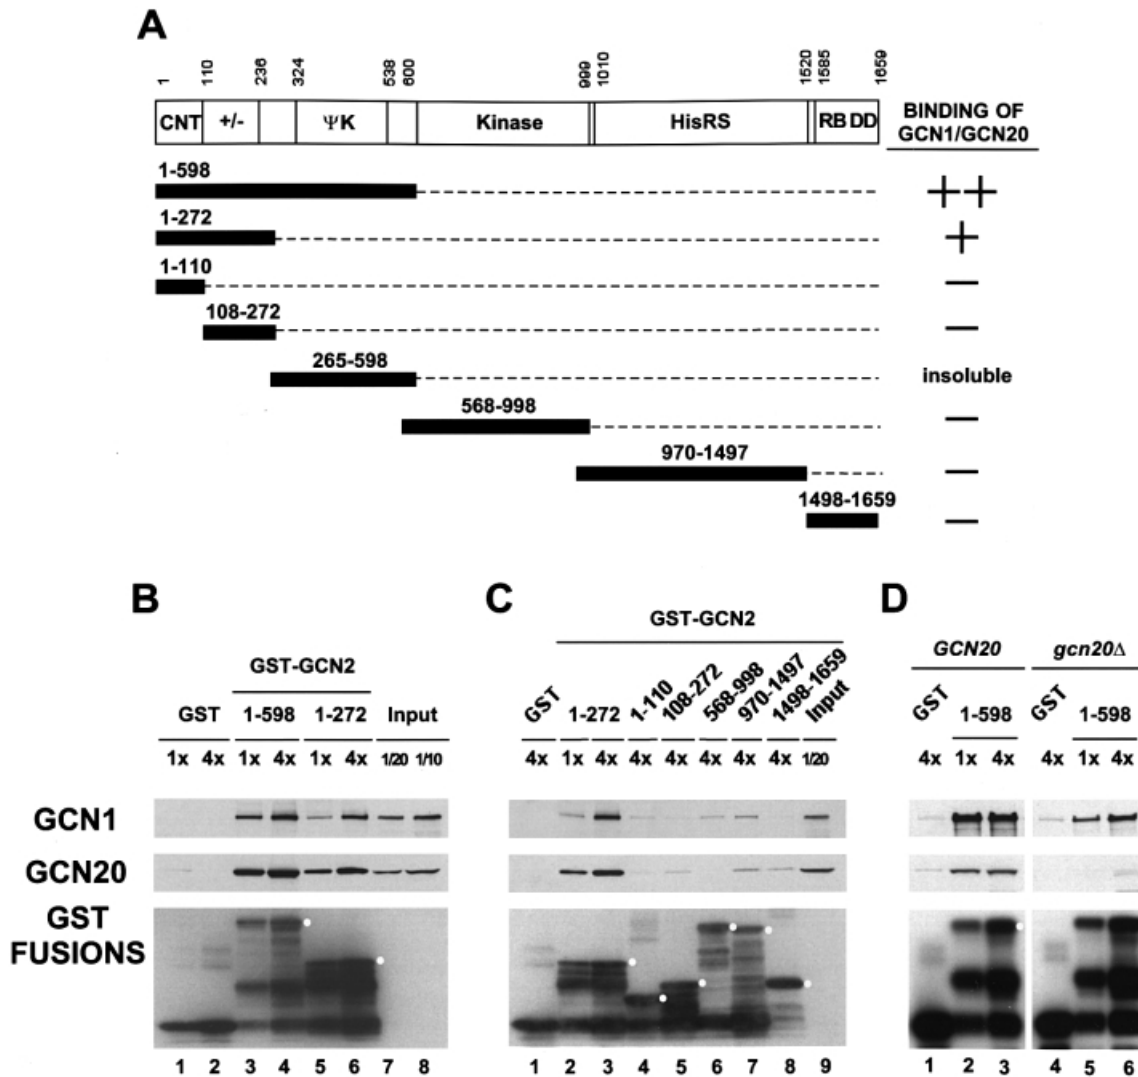 A
1 110 236 324 538 600 999 1010 1520 1585 1659
CNT +/- ΨK Kinase HisRS RB DD
BINDING OF
GCN1/GCN20
1-598
++
1-272
+
1-110
—
108-272
—
265-598
insoluble
568-998
—
970-1497
—
1498-1659
—
B
GST-GCN2
GST 1-598 1-272 Input
1x 4x 1x 4x 1x 4x 1/20 1/10
C
GST-GCN2
GST 1-272 1-110 108-272 568-998 970-1497 1498-1659 Input
4x 1x 4x 4x 4x 4x 4x 4x 1/20
D
GCN20 gcn20Δ
GST 1-598 GST 1-598
4x 1x 4x 4x 1x 4x
GCN1
GCN20
GST
FUSIONS
1 2 3 4 5 6 7 8
1 2 3 4 5 6 7 8 9
1 2 3 4 5 6